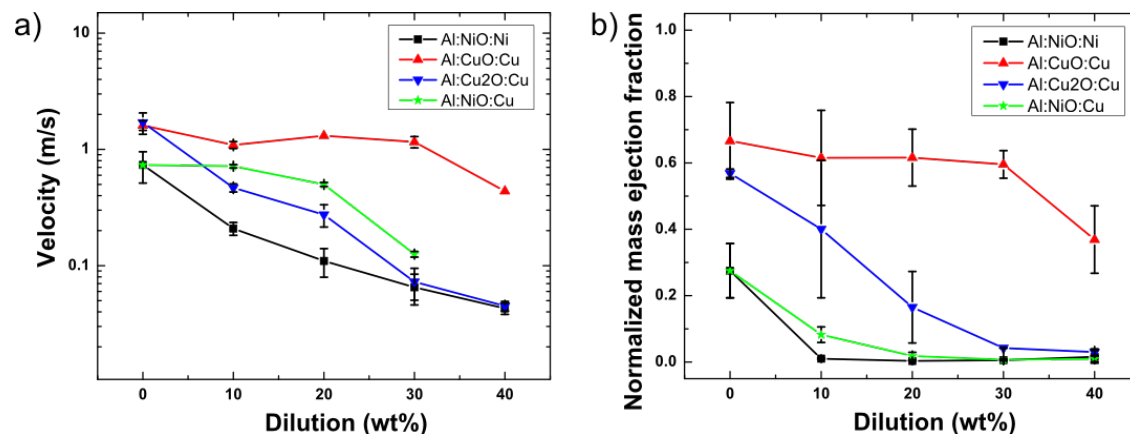 a)
Velocity (m/s)
1
0.1
Al:NiO:Ni
Al:CuO:Cu
Al:Cu2O:Cu
Al:NiO:Cu
0 10 20 30 40
Dilution (wt%)
b)
Normalized mass ejection fraction
1.0
0.8
0.6
0.4
0.2
0.0
Al:NiO:Ni
Al:CuO:Cu
Al:Cu2O:Cu
Al:NiO:Cu
0 10 20 30 40
Dilution (wt%)